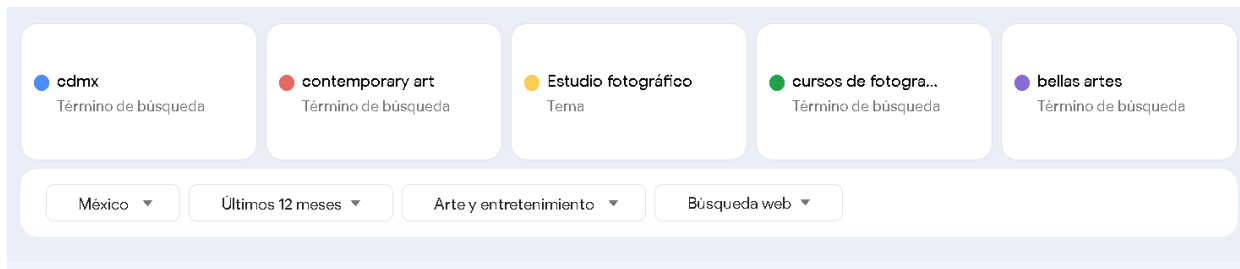 cdmx
Término de búsqueda
contemporary art
Término de búsqueda
Estudio fotográfico
Tema
cursos de fotogra...
Término de búsqueda
bellas artes
Término de búsqueda
México
Últimos 12 meses
Arte y entretenimiento
Búsqueda web